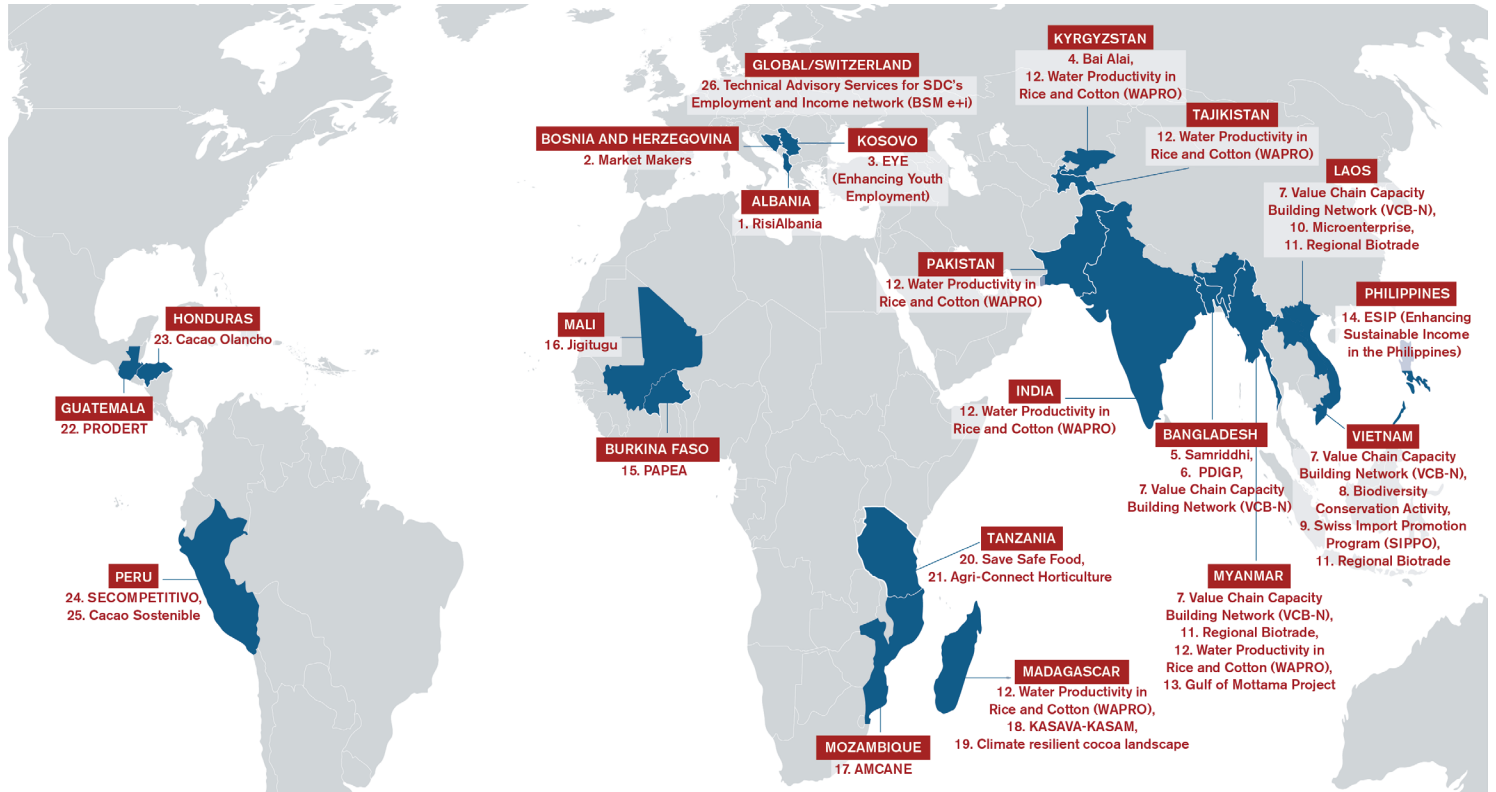 GLOBAL/SWITZERLAND
26. Technical Advisory Services for SDC's
Employment and Income network (BSM e+i)
KYRGYZSTAN
4. Bai Alai,
12. Water Productivity in
Rice and Cotton (WAPRO)
TAJIKISTAN
12. Water Productivity in
Rice and Cotton (WAPRO)
BOSNIA AND HERZEGOVINA
2. Market Makers
KOSOVO
3. EYE
(Enhancing Youth
Employment)
ALBANIA
1. RisiAlbania
LAOS
7. Value Chain Capacity
Building Network (VCB-N),
10. Microenterprise,
11. Regional Biotrade
PAKISTAN
12. Water Productivity in
Rice and Cotton (WAPRO)
PHILIPPINES
14. ESIP (Enhancing
Sustainable Income
in the Philippines)
HONDURAS
23. Cacao Olancho
MALI
16. Jigitugu
GUATEMALA
22. PRODERT
INDIA
12. Water Productivity in
Rice and Cotton (WAPRO)
BURKINA FASO
15. PAPEA
BANGLADESH
5. Samriddhi,
6. PDIGP,
7. Value Chain Capacity
Building Network (VCB-N)
VIETNAM
7. Value Chain Capacity
Building Network (VCB-N),
8. Biodiversity
Conservation Activity,
9. Swiss Import Promotion
Program (SIPPO),
11. Regional Biotrade
TANZANIA
20. Save Safe Food,
21. Agri-Connect Horticulture
PERU
24. SECOMPETITIVO,
25. Cacao Sostenible
MYANMAR
7. Value Chain Capacity
Building Network (VCB-N),
11. Regional Biotrade,
12. Water Productivity in
Rice and Cotton (WAPRO),
13. Gulf of Mottama Project
MADAGASCAR
12. Water Productivity in
Rice and Cotton (WAPRO),
18. KASAVA-KASAM,
19. Climate resilient cocoa landscape
MOZAMBIQUE
17. AMCANE